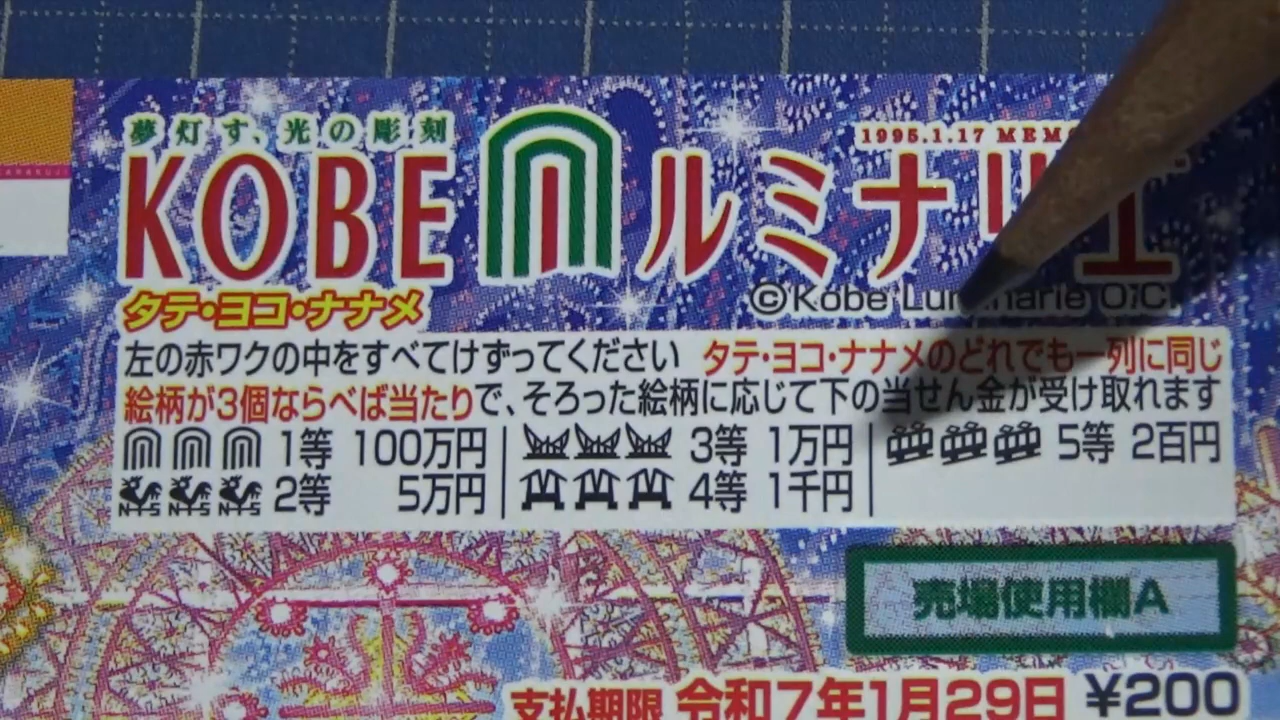 夢灯す、光の彫刻
1995.1.17
KOBE ルミナリエ
©Kobe Luminarie O.C.
タテ・ヨコ・ナナメ
左の赤ワクの中をすべてけずってください タテ・ヨコ・ナナメのどれでも一列に同じ
絵柄が3個ならべば当たりで、そろった絵柄に応じて下の当せん金が受け取れます
1等 100万円 3等 1万円 5等 2百円
2等 5万円 4等 1千円
売場使用欄A
支払期限 令和7年1月29日 ¥200